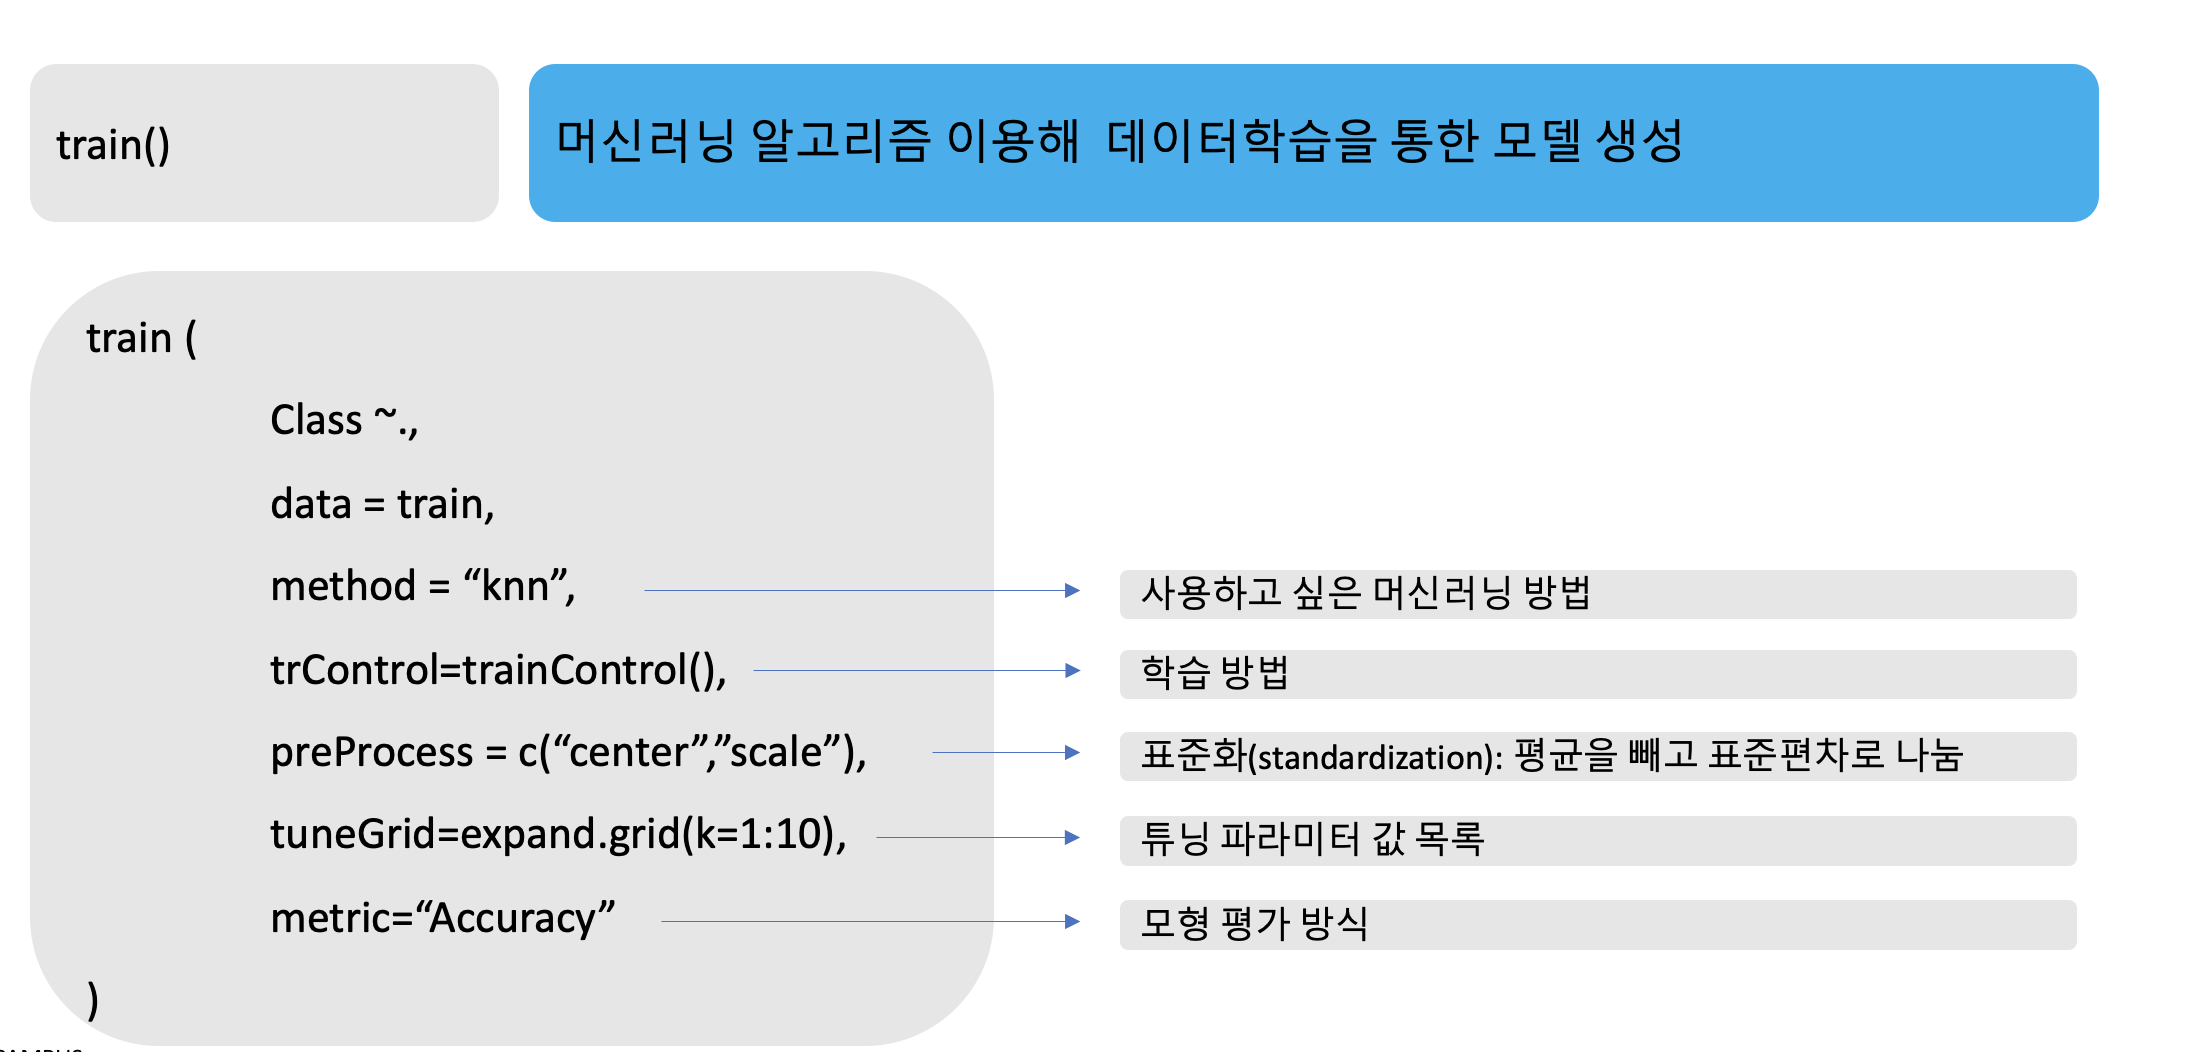 train()
머신러닝 알고리즘 이용해 데이터학습을 통한 모델 생성
train (
Class ~.,
data = train,
method = “knn”,
사용하고 싶은 머신러닝 방법
trControl=trainControl(),
학습 방법
preProcess = c(“center”,”scale”),
표준화(standardization): 평균을 빼고 표준편차로 나눔
tuneGrid=expand.grid(k=1:10),
튜닝 파라미터 값 목록
metric=“Accuracy”
모형 평가 방식
)